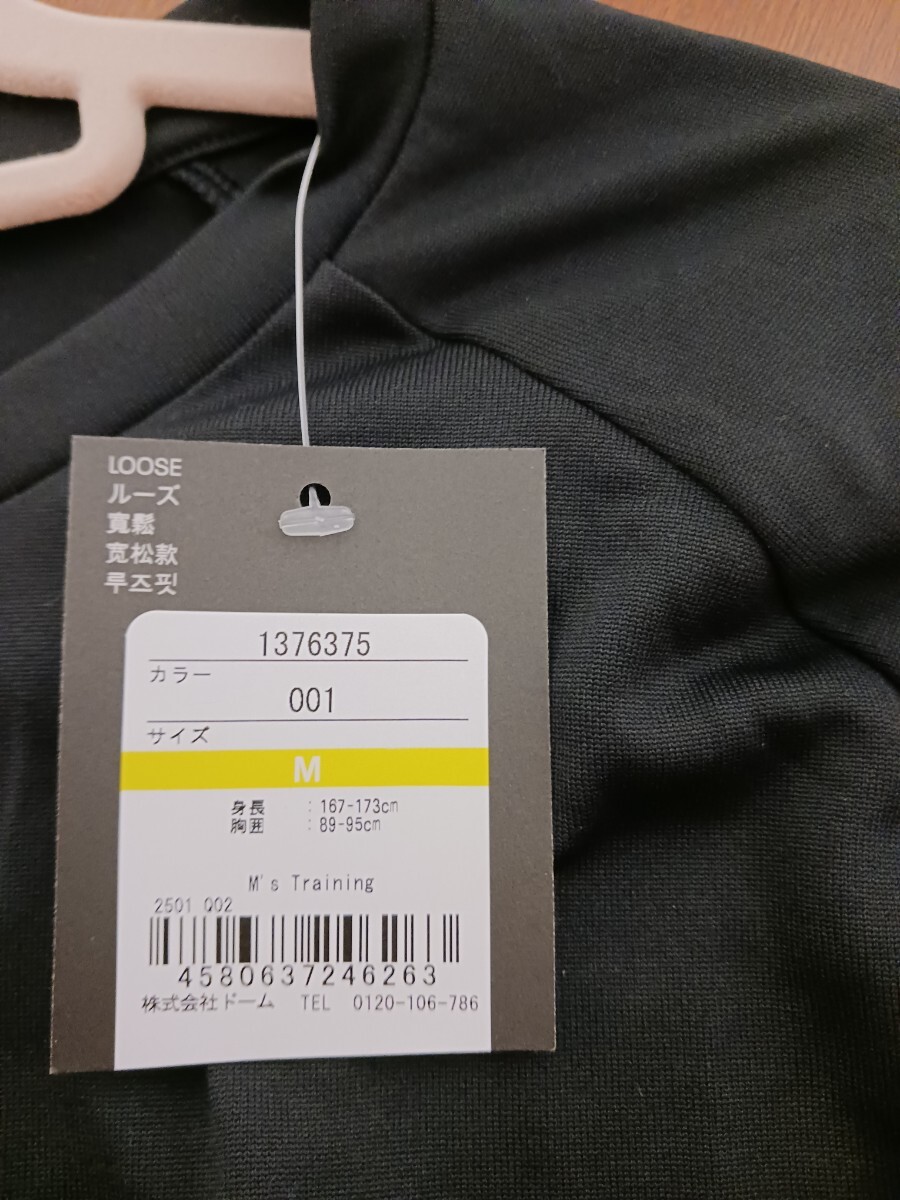 LOOSE
ルーズ
寬鬆
宽松款
루즈핏
1376375
カラー
001
サイズ
M
身長 : 167-173cm
胸囲 : 89-95cm
M's Training
2501 002
4580637246263
株式会社ドーム TEL 0120-106-786